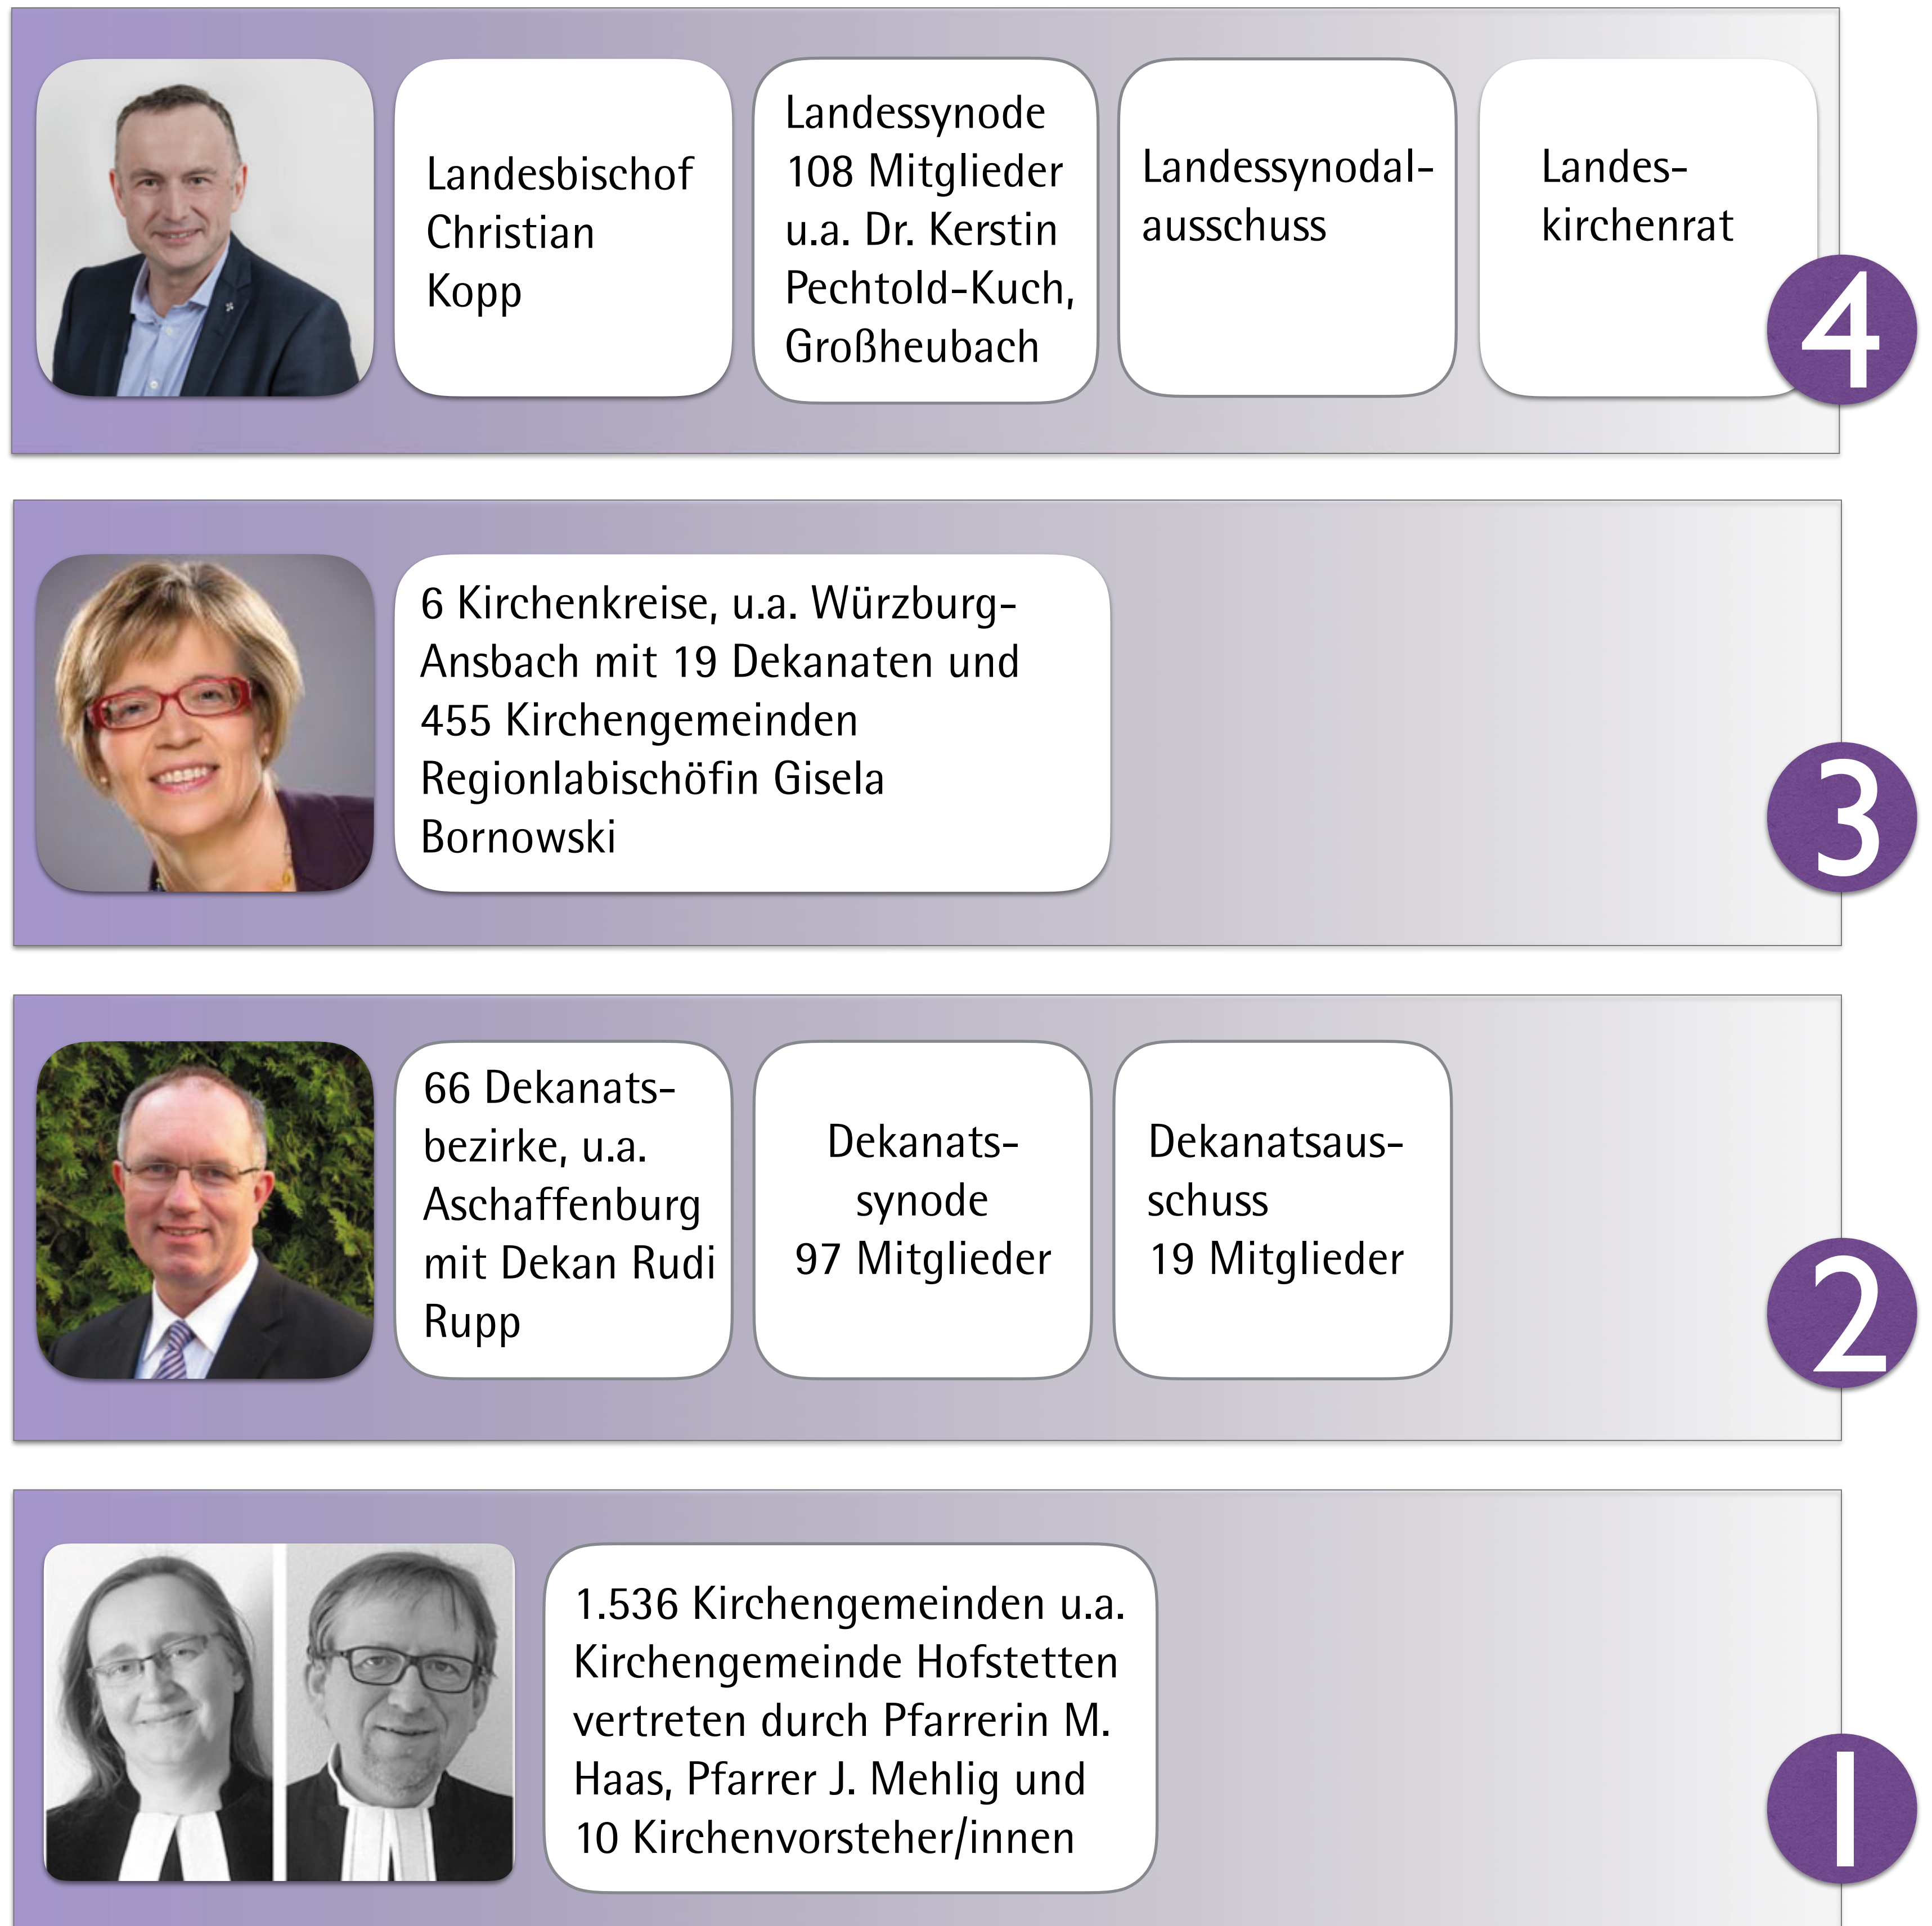 Landesbischof
Christian
Kopp
Landessynode
108 Mitglieder
u.a. Dr. Kerstin
Pechtold-Kuch,
Großheubach
Landessynodal-
ausschuss
Landes-
kirchenrat
4
6 Kirchenkreise, u.a. Würzburg-
Ansbach mit 19 Dekanaten und
455 Kirchengemeinden
Regionlabischöfin Gisela
Bornowski
3
66 Dekanats-
bezirke, u.a.
Aschaffenburg
mit Dekan Rudi
Rupp
Dekanats-
synode
97 Mitglieder
Dekanatsaus-
schuss
19 Mitglieder
2
1.536 Kirchengemeinden u.a.
Kirchengemeinde Hofstetten
vertreten durch Pfarrerin M.
Haas, Pfarrer J. Mehlig und
10 Kirchenvorsteher/innen
1